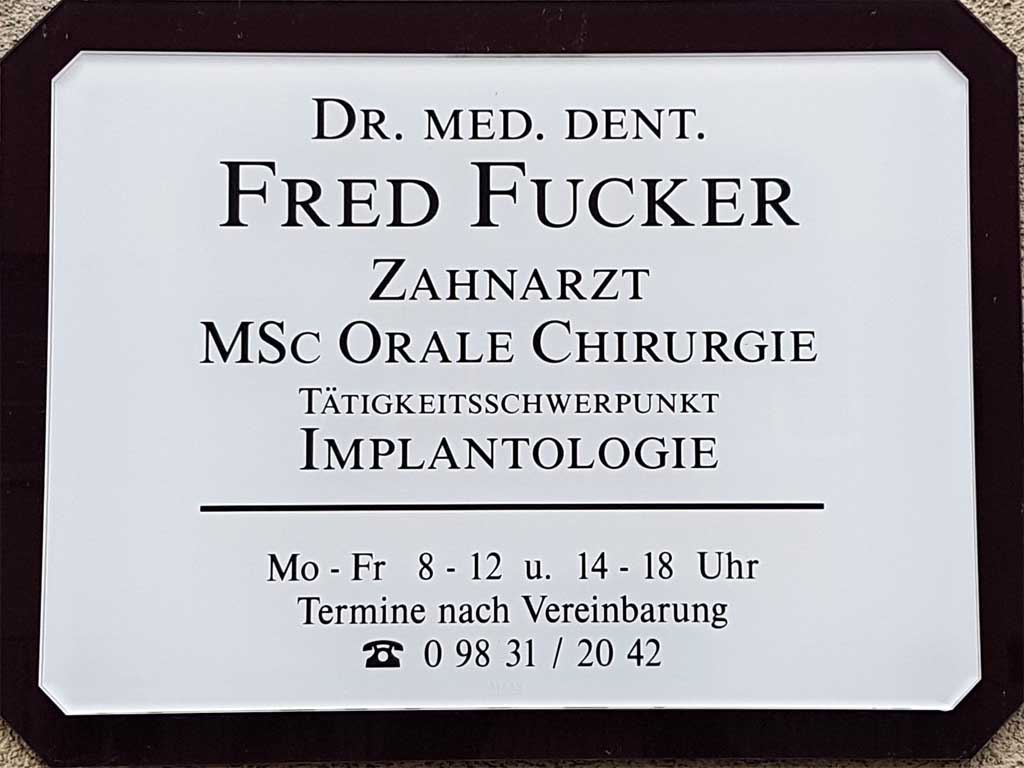 DR. MED. DENT.
FRED FUCKER
ZAHNARZT
MSC ORALE CHIRURGIE
TÄTIGKEITSSCHWERPUNKT
IMPLANTOLOGIE
Mo - Fr 8 - 12 u. 14 - 18 Uhr
Termine nach Vereinbarung
☎ 0 98 31 / 20 42